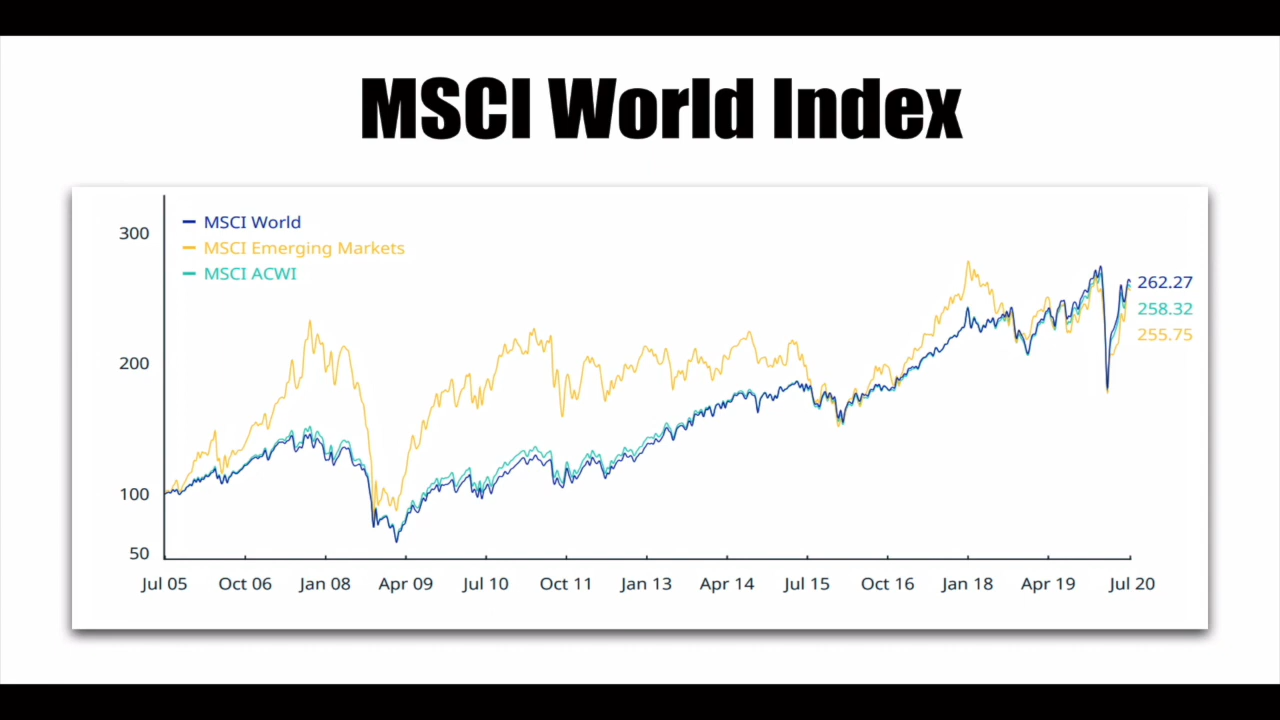 MSCI World Index
MSCI World
MSCI Emerging Markets
MSCI ACWI
300
200
100
50
262.27
258.32
255.75
Jul 05 Oct 06 Jan 08 Apr 09 Jul 10 Oct 11 Jan 13 Apr 14 Jul 15 Oct 16 Jan 18 Apr 19 Jul 20